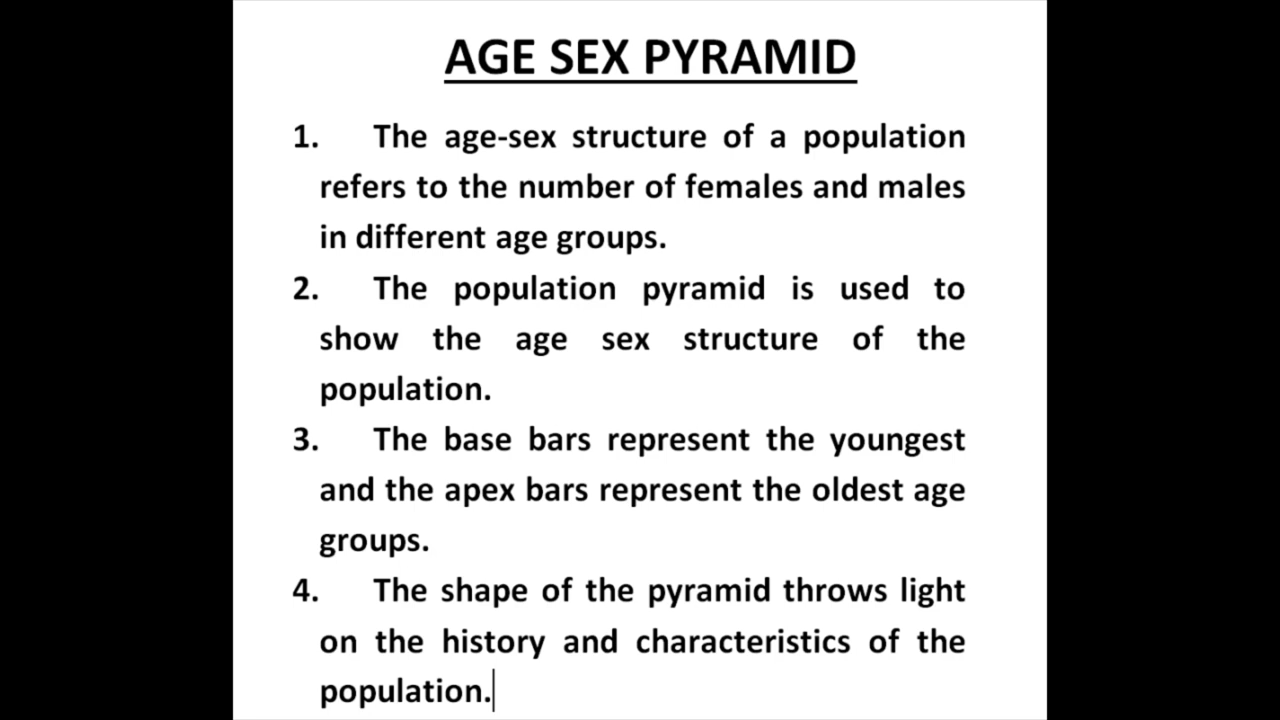 AGE SEX PYRAMID
1. The age-sex structure of a population
refers to the number of females and males
in different age groups.
2. The population pyramid is used to
show the age sex structure of the
population.
3. The base bars represent the youngest
and the apex bars represent the oldest age
groups.
4. The shape of the pyramid throws light
on the history and characteristics of the
population.